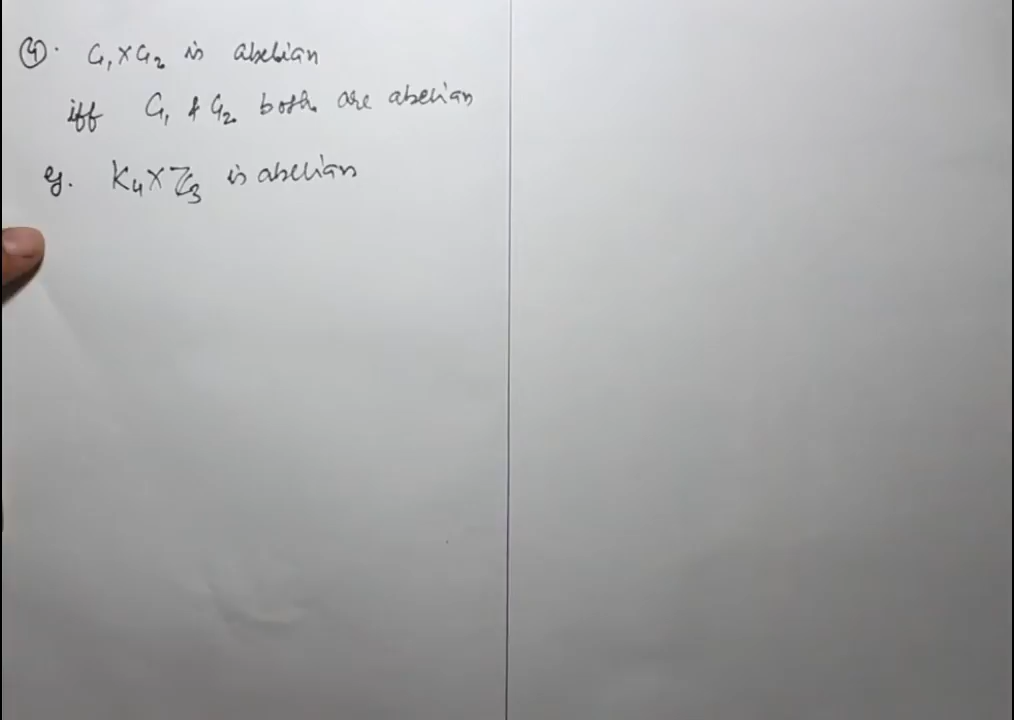 ④. G₁×G₂ is abelian
iff G₁ & G₂ both are abelian
eg. K₄×ℤ₃ is abelian